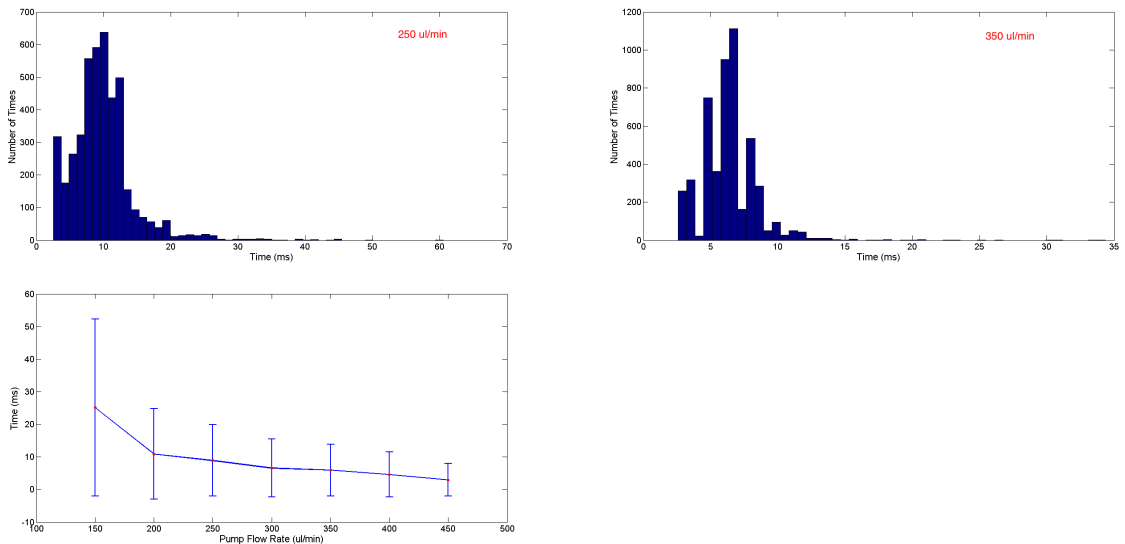 700
600
500
400
300
200
100
0
Number of Times
250 ul/min
0 10 20 30 40 50 60 70
Time (ms)
1200
1000
800
600
400
200
0
Number of Times
350 ul/min
0 5 10 15 20 25 30 35
Time (ms)
60
50
40
30
20
10
0
-10
Time (ms)
100 150 200 250 300 350 400 450 500
Pump Flow Rate (ul/min)